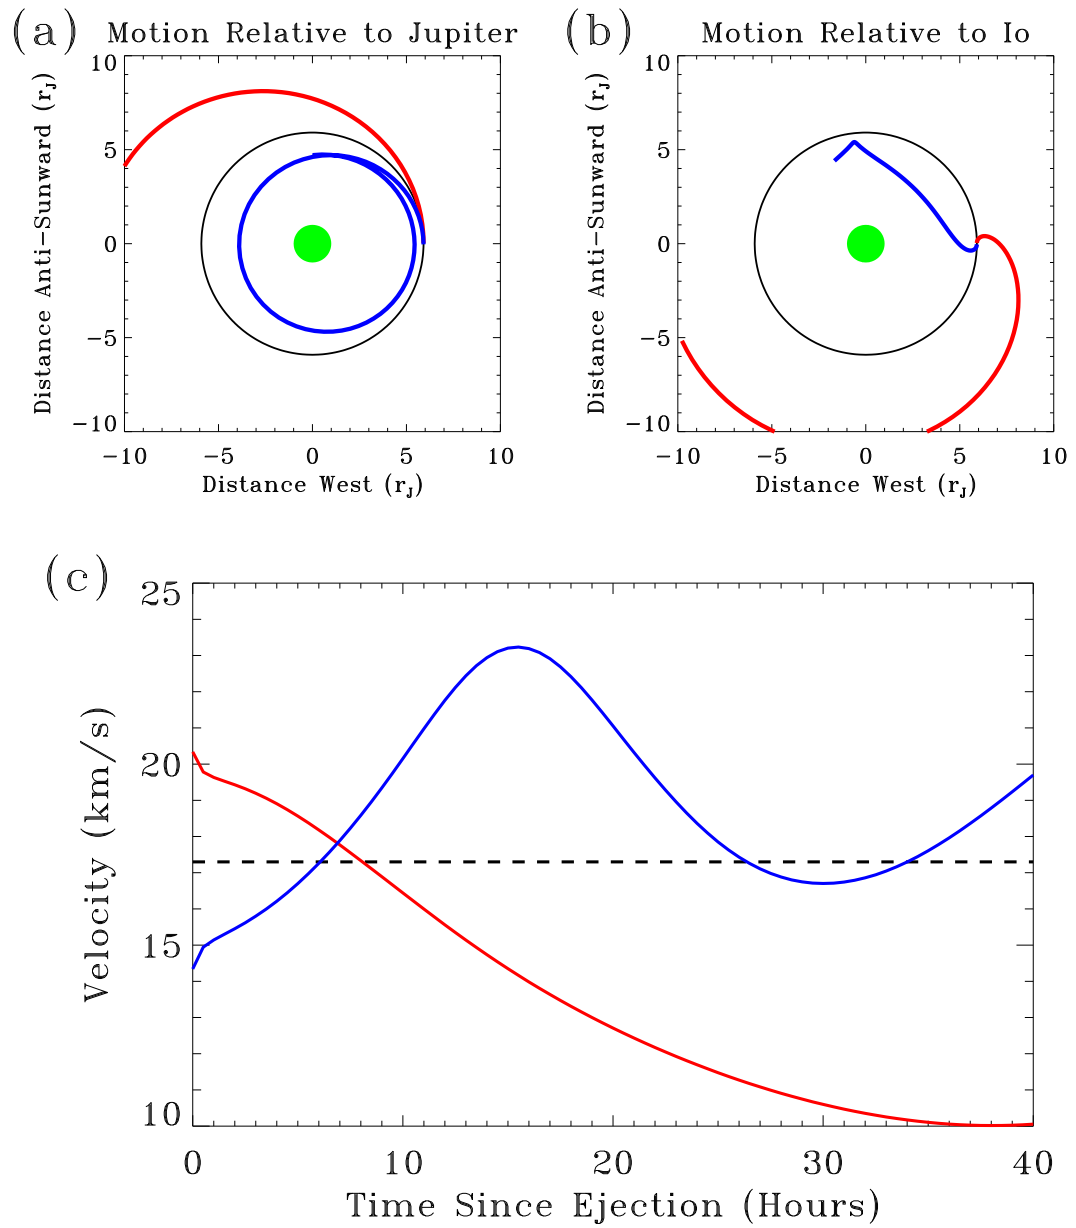 (a) Motion Relative to Jupiter
10
5
0
−5
−10
Distance Anti−Sunward (rJ)
−10 −5 0 5 10
Distance West (rJ)
(b) Motion Relative to Io
10
5
0
−5
−10
Distance Anti−Sunward (rJ)
−10 −5 0 5 10
Distance West (rJ)
(c)
25
20
15
10
Velocity (km/s)
0 10 20 30 40
Time Since Ejection (Hours)